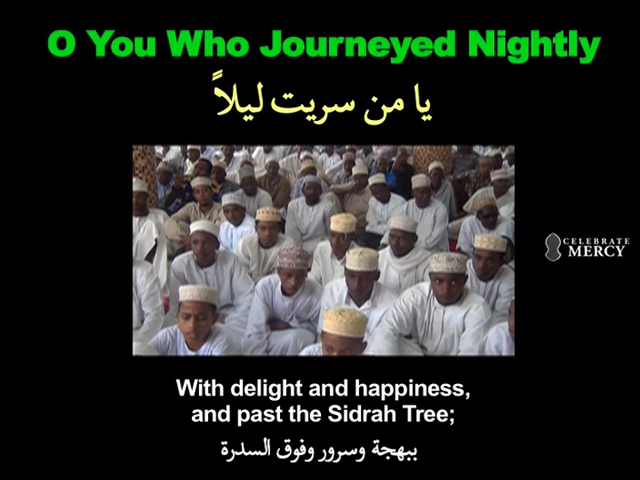 O You Who Journeyed Nightly
يا من سريت ليلاً
CELEBRATE
MERCY
With delight and happiness,
and past the Sidrah Tree;
ببهجة وسرور وفوق السدرة